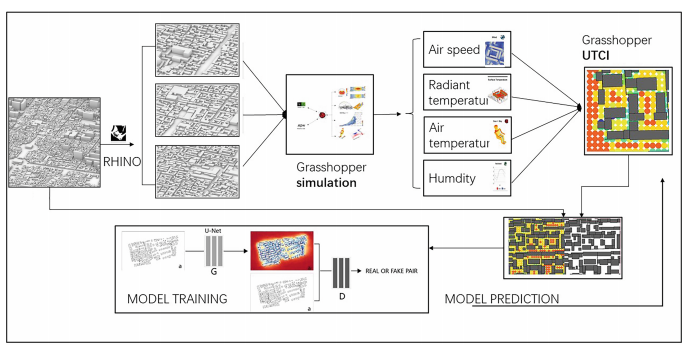 RHINO
Grasshopper
simulation
Air speed
Radiant
temperatur
Air
temperatur
Humdity
Grasshopper
UTCI
U-Net
G
a
a
D
REAL OR FAKE PAIR
MODEL TRAINING
MODEL PREDICTION